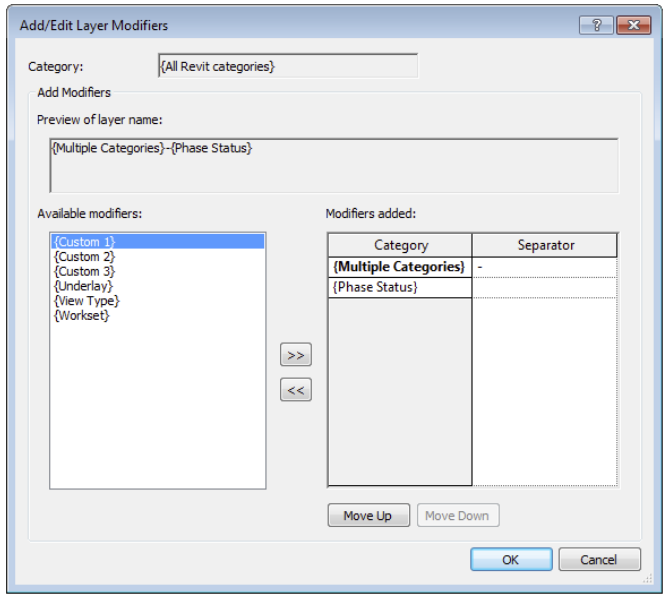 Add/Edit Layer Modifiers
?
Category: {All Revit categories}
Add Modifiers
Preview of layer name:
{Multiple Categories}-{Phase Status}
Available modifiers:
{Custom 1}
{Custom 2}
{Custom 3}
{Underlay}
{View Type}
{Workset}
>>
<<
Modifiers added:
Category Separator
{Multiple Categories} -
{Phase Status}
Move Up Move Down
OK Cancel